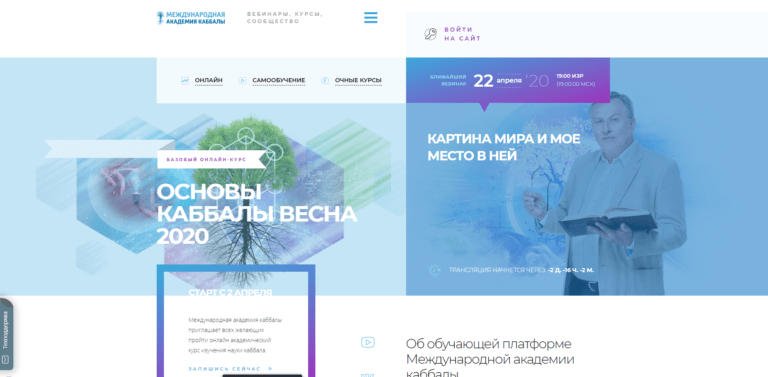 МЕЖДУНАРОДНАЯ
АКАДЕМИЯ КАББАЛЫ
ВЕБИНАРЫ, КУРСЫ,
СООБЩЕСТВО
ВОЙТИ
НА САЙТ
ОНЛАЙН
САМООБУЧЕНИЕ
ОЧНЫЕ КУРСЫ
БЛИЖАЙШИЙ
ВЕБИНАР
22 апреля '20
19:00 ИЗР
(19:00:00 МСК)
КАРТИНА МИРА И МОЕ
МЕСТО В НЕЙ
ТРАНСЛЯЦИЯ НАЧНЕТСЯ ЧЕРЕЗ: -2 Д. -16 Ч. -2 М.
БАЗОВЫЙ ОНЛАЙН-КУРС
ОСНОВЫ
КАББАЛЫ ВЕСНА
2020
СТАРТ С 2 АПРЕЛЯ
Международная академия каббалы
приглашает всех желающих
пройти онлайн академический
курс изучения науки каббала.
ЗАПИШИСЬ СЕЙЧАС >
Техподдержка
Об обучающей платформе
Международной академии
каббалы